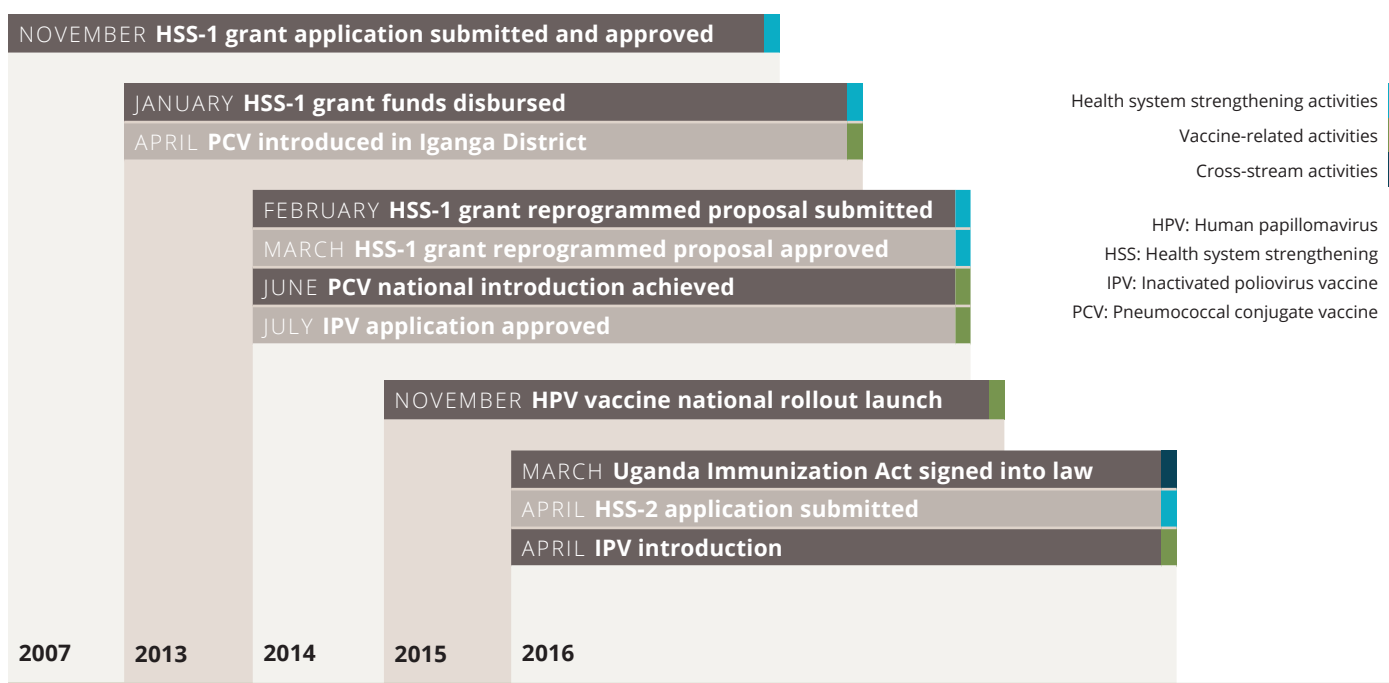 NOVEMBER HSS-1 grant application submitted and approved
JANUARY HSS-1 grant funds disbursed
APRIL PCV introduced in Iganga District
FEBRUARY HSS-1 grant reprogrammed proposal submitted
MARCH HSS-1 grant reprogrammed proposal approved
JUNE PCV national introduction achieved
JULY IPV application approved
NOVEMBER HPV vaccine national rollout launch
MARCH Uganda Immunization Act signed into law
APRIL HSS-2 application submitted
APRIL IPV introduction
2007 2013 2014 2015 2016
Health system strengthening activities
Vaccine-related activities
Cross-stream activities
HPV: Human papillomavirus
HSS: Health system strengthening
IPV: Inactivated poliovirus vaccine
PCV: Pneumococcal conjugate vaccine